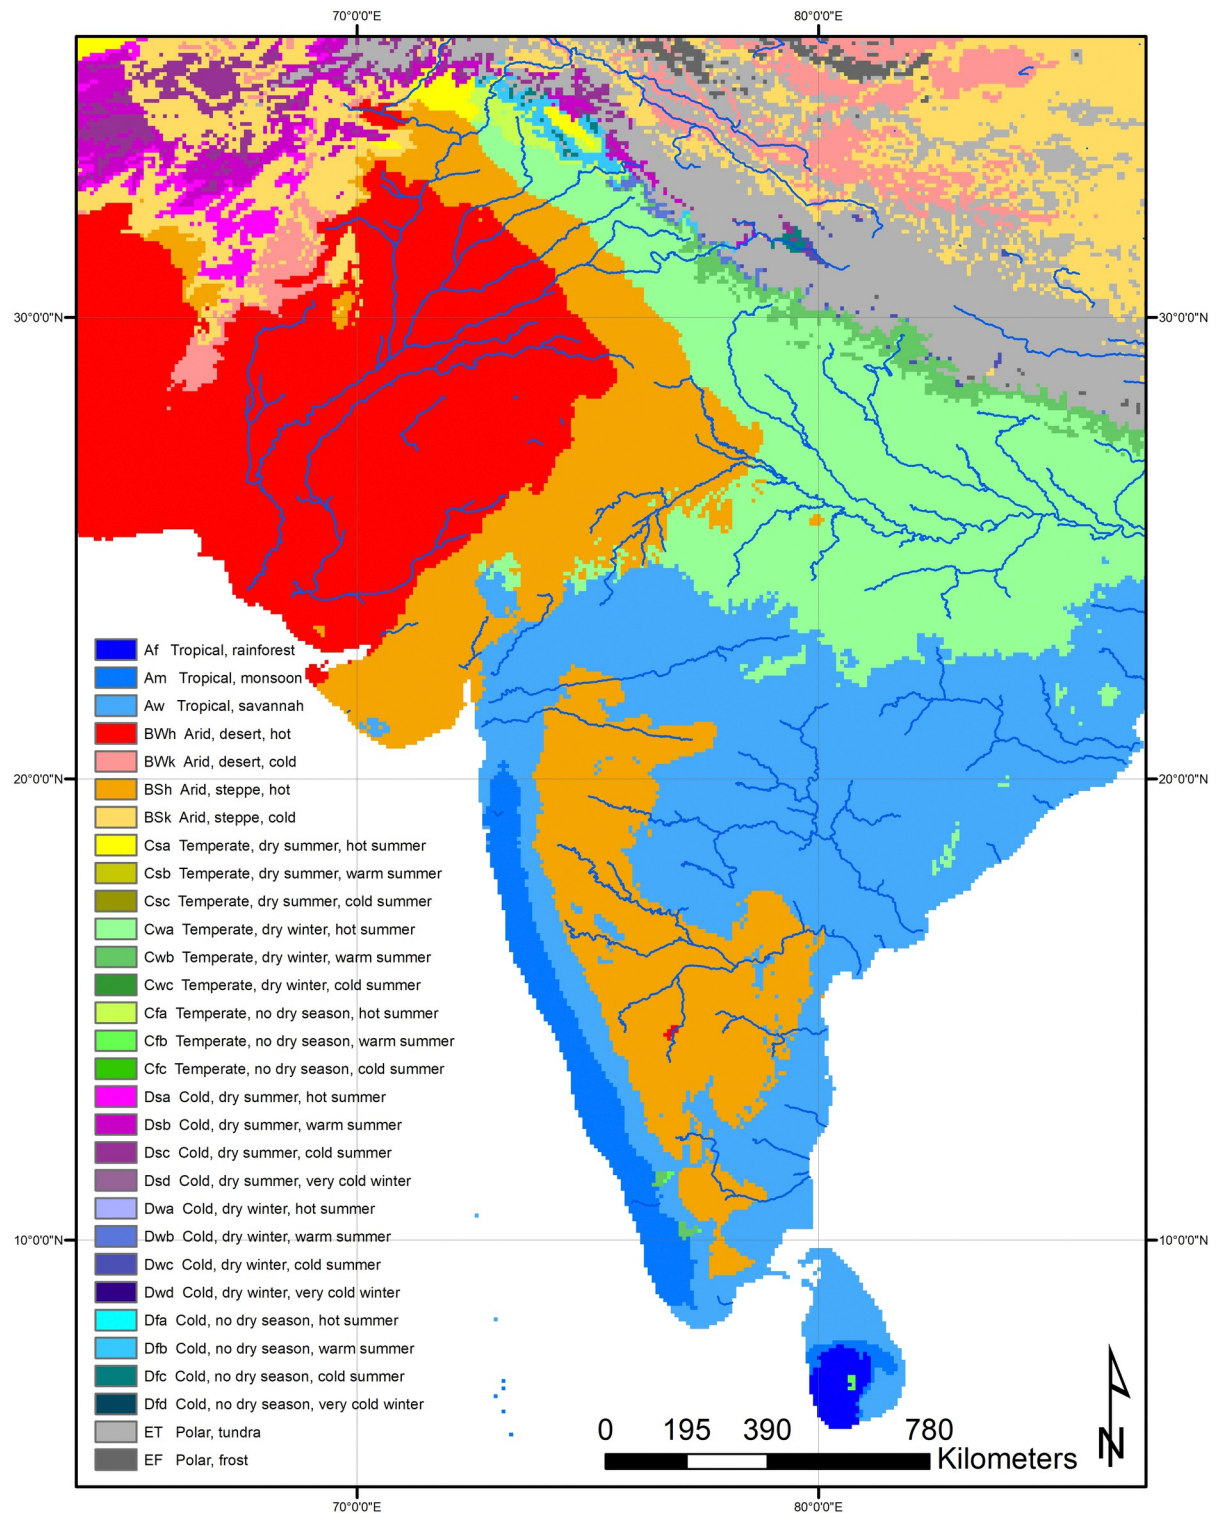 70°0'0"E 80°0'0"E
30°0'0"N 30°0'0"N
Af Tropical, rainforest
Am Tropical, monsoon
Aw Tropical, savannah
BWh Arid, desert, hot
BWk Arid, desert, cold
20°0'0"N 20°0'0"N
BSh Arid, steppe, hot
BSk Arid, steppe, cold
Csa Temperate, dry summer, hot summer
Csb Temperate, dry summer, warm summer
Csc Temperate, dry summer, cold summer
Cwa Temperate, dry winter, hot summer
Cwb Temperate, dry winter, warm summer
Cwc Temperate, dry winter, cold summer
Cfa Temperate, no dry season, hot summer
Cfb Temperate, no dry season, warm summer
Cfc Temperate, no dry season, cold summer
Dsa Cold, dry summer, hot summer
Dsb Cold, dry summer, warm summer
Dsc Cold, dry summer, cold summer
Dsd Cold, dry summer, very cold winter
Dwa Cold, dry winter, hot summer
Dwb Cold, dry winter, warm summer
10°0'0"N 10°0'0"N
Dwc Cold, dry winter, cold summer
Dwd Cold, dry winter, very cold winter
Dfa Cold, no dry season, hot summer
Dfb Cold, no dry season, warm summer
Dfc Cold, no dry season, cold summer
Dfd Cold, no dry season, very cold winter
ET Polar, tundra
EF Polar, frost
0 195 390 780
Kilometers
N
70°0'0"E 80°0'0"E